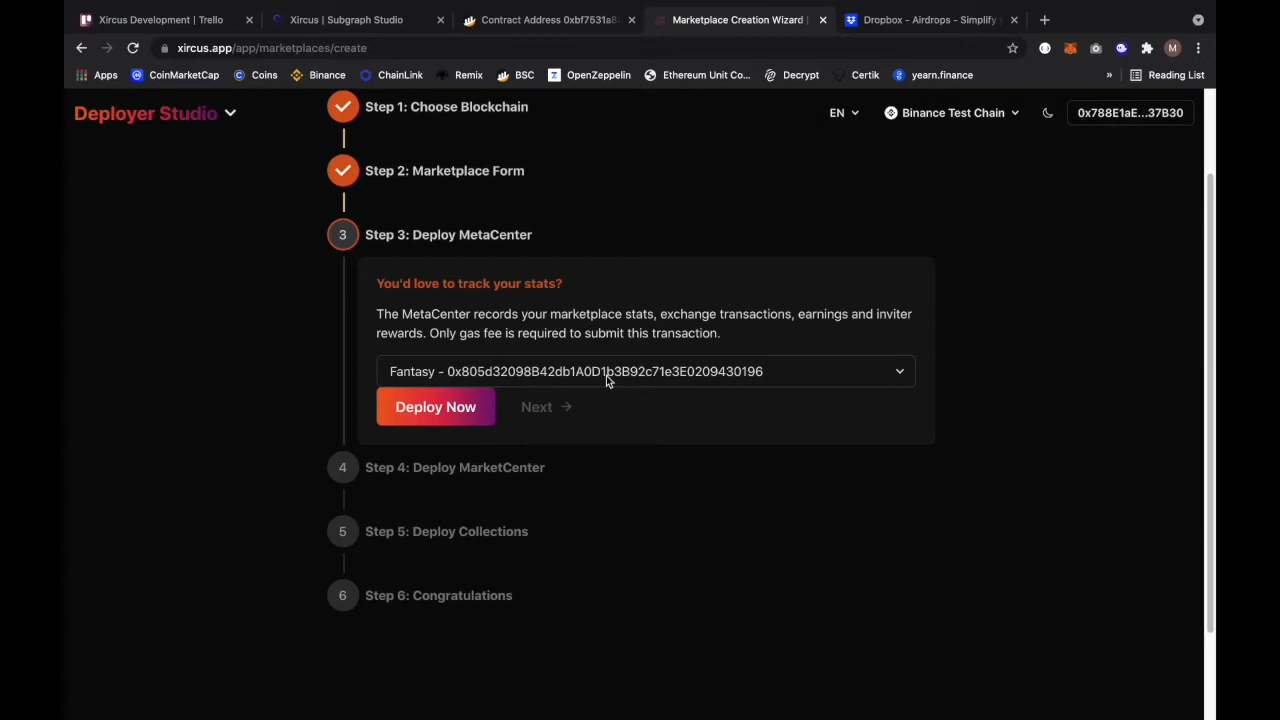 Xircus Development | Trello
Xircus | Subgraph Studio
Contract Address 0xbf7531a8
Marketplace Creation Wizard |
Dropbox - Airdrops - Simplify y
xircus.app/app/marketplaces/create
M
Apps
CoinMarketCap
Coins
Binance
ChainLink
Remix
BSC
OpenZeppelin
Ethereum Unit Co...
Decrypt
Certik
yearn.finance
»
Reading List
Deployer Studio
EN
Binance Test Chain
0x788E1aE...37B30
Step 1: Choose Blockchain
Step 2: Marketplace Form
3
Step 3: Deploy MetaCenter
You'd love to track your stats?
The MetaCenter records your marketplace stats, exchange transactions, earnings and inviter
rewards. Only gas fee is required to submit this transaction.
Fantasy - 0x805d32098B42db1A0D1b3B92c71e3E0209430196
Deploy Now
Next →
4
Step 4: Deploy MarketCenter
5
Step 5: Deploy Collections
6
Step 6: Congratulations